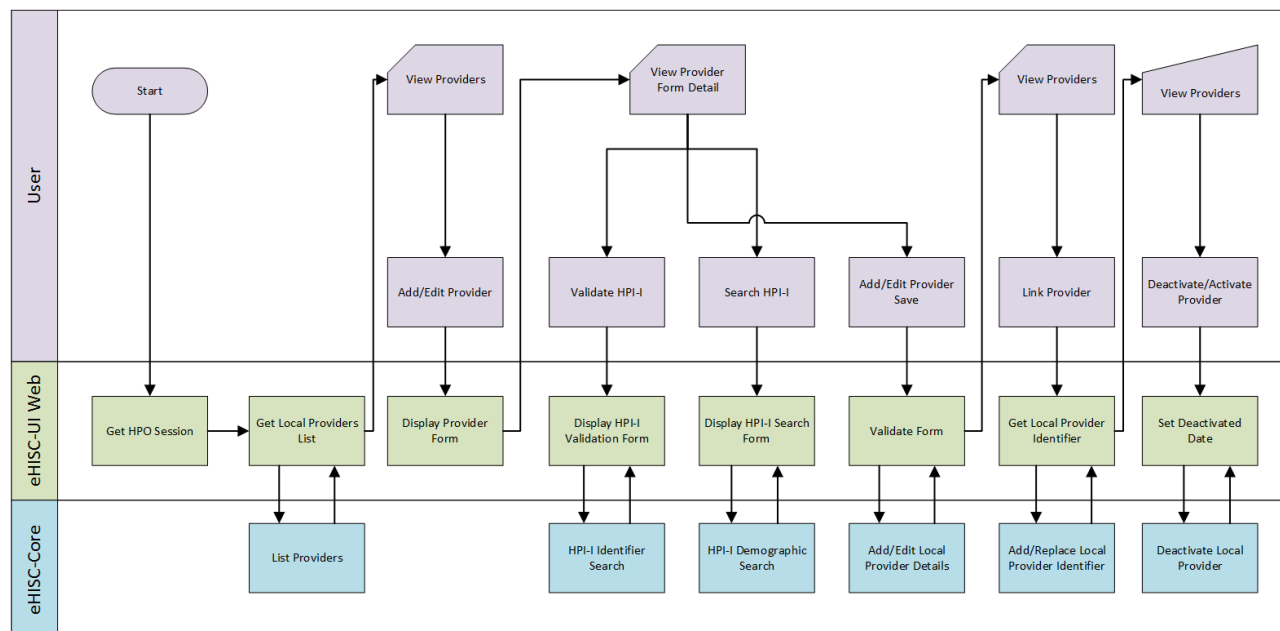 User
Start
View Providers
View Provider
Form Detail
View Providers
View Providers
Add/Edit Provider
Validate HPI-I
Search HPI-I
Add/Edit Provider
Save
Link Provider
Deactivate/Activate
Provider
eHISC-UI Web
Get HPO Session
Get Local Providers
List
Display Provider
Form
Display HPI-I
Validation Form
Display HPI-I Search
Form
Validate Form
Get Local Provider
Identifier
Set Deactivated
Date
eHISC-Core
List Providers
HPI-I Identifier
Search
HPI-I Demographic
Search
Add/Edit Local
Provider Details
Add/Replace Local
Provider Identifier
Deactivate Local
Provider